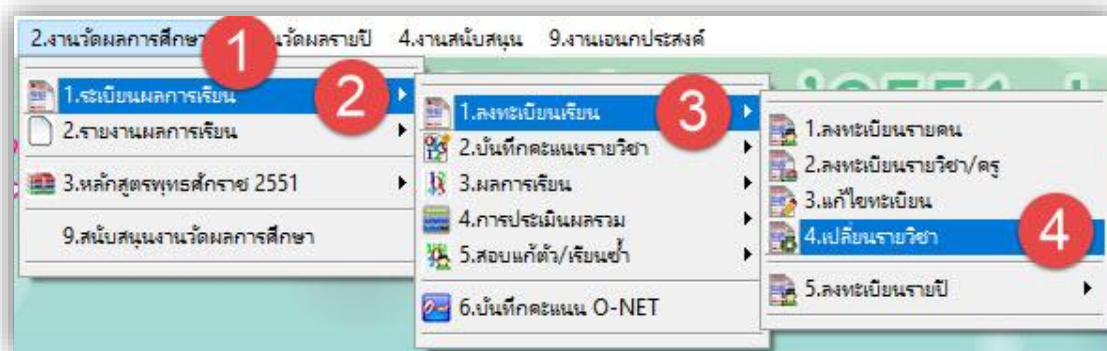 2.งานวัดผลการศึกษา
วัดผลรายปี
4.งานสนับสนุน
9.งานเอนกประสงค์
1
1.ระเบียนผลการเรียน
2
2.รายงานผลการเรียน
3.หลักสูตรพุทธศักราช 2551
9.สนับสนุนงานวัดผลการศึกษา
1.ลงทะเบียนเรียน
3
2.บันทึกคะแนนรายวิชา
3.ผลการเรียน
4.การประเมินผลรวม
5.สอบแก้ตัว/เรียนซ้ำ
6.บันทึกคะแนน O-NET
1.ลงทะเบียนรายคน
2.ลงทะเบียนรายวิชา/ครู
3.แก้ไขทะเบียน
4.เปลี่ยนรายวิชา
4
5.ลงทะเบียนรายปี